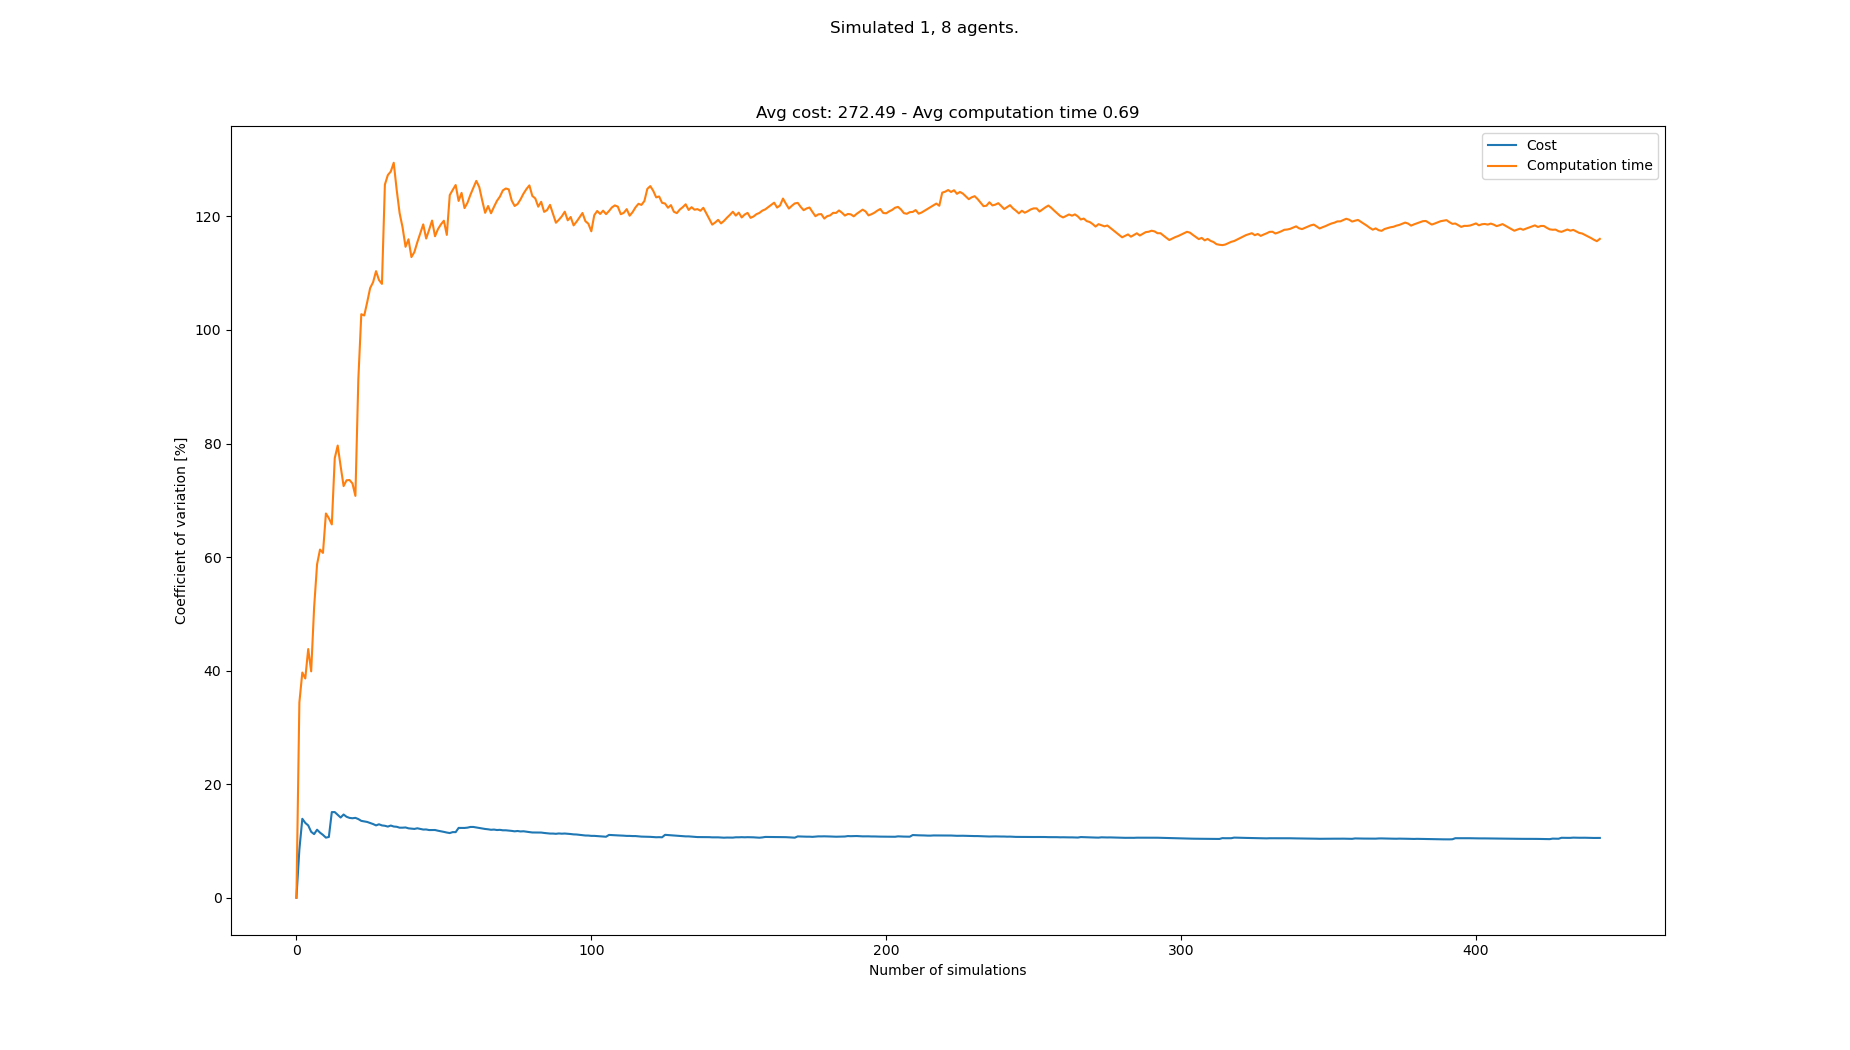 Simulated 1, 8 agents.
Avg cost: 272.49 - Avg computation time 0.69
Cost
Computation time
120
100
80
60
40
20
0
Coefficient of variation [%]
0 100 200 300 400
Number of simulations